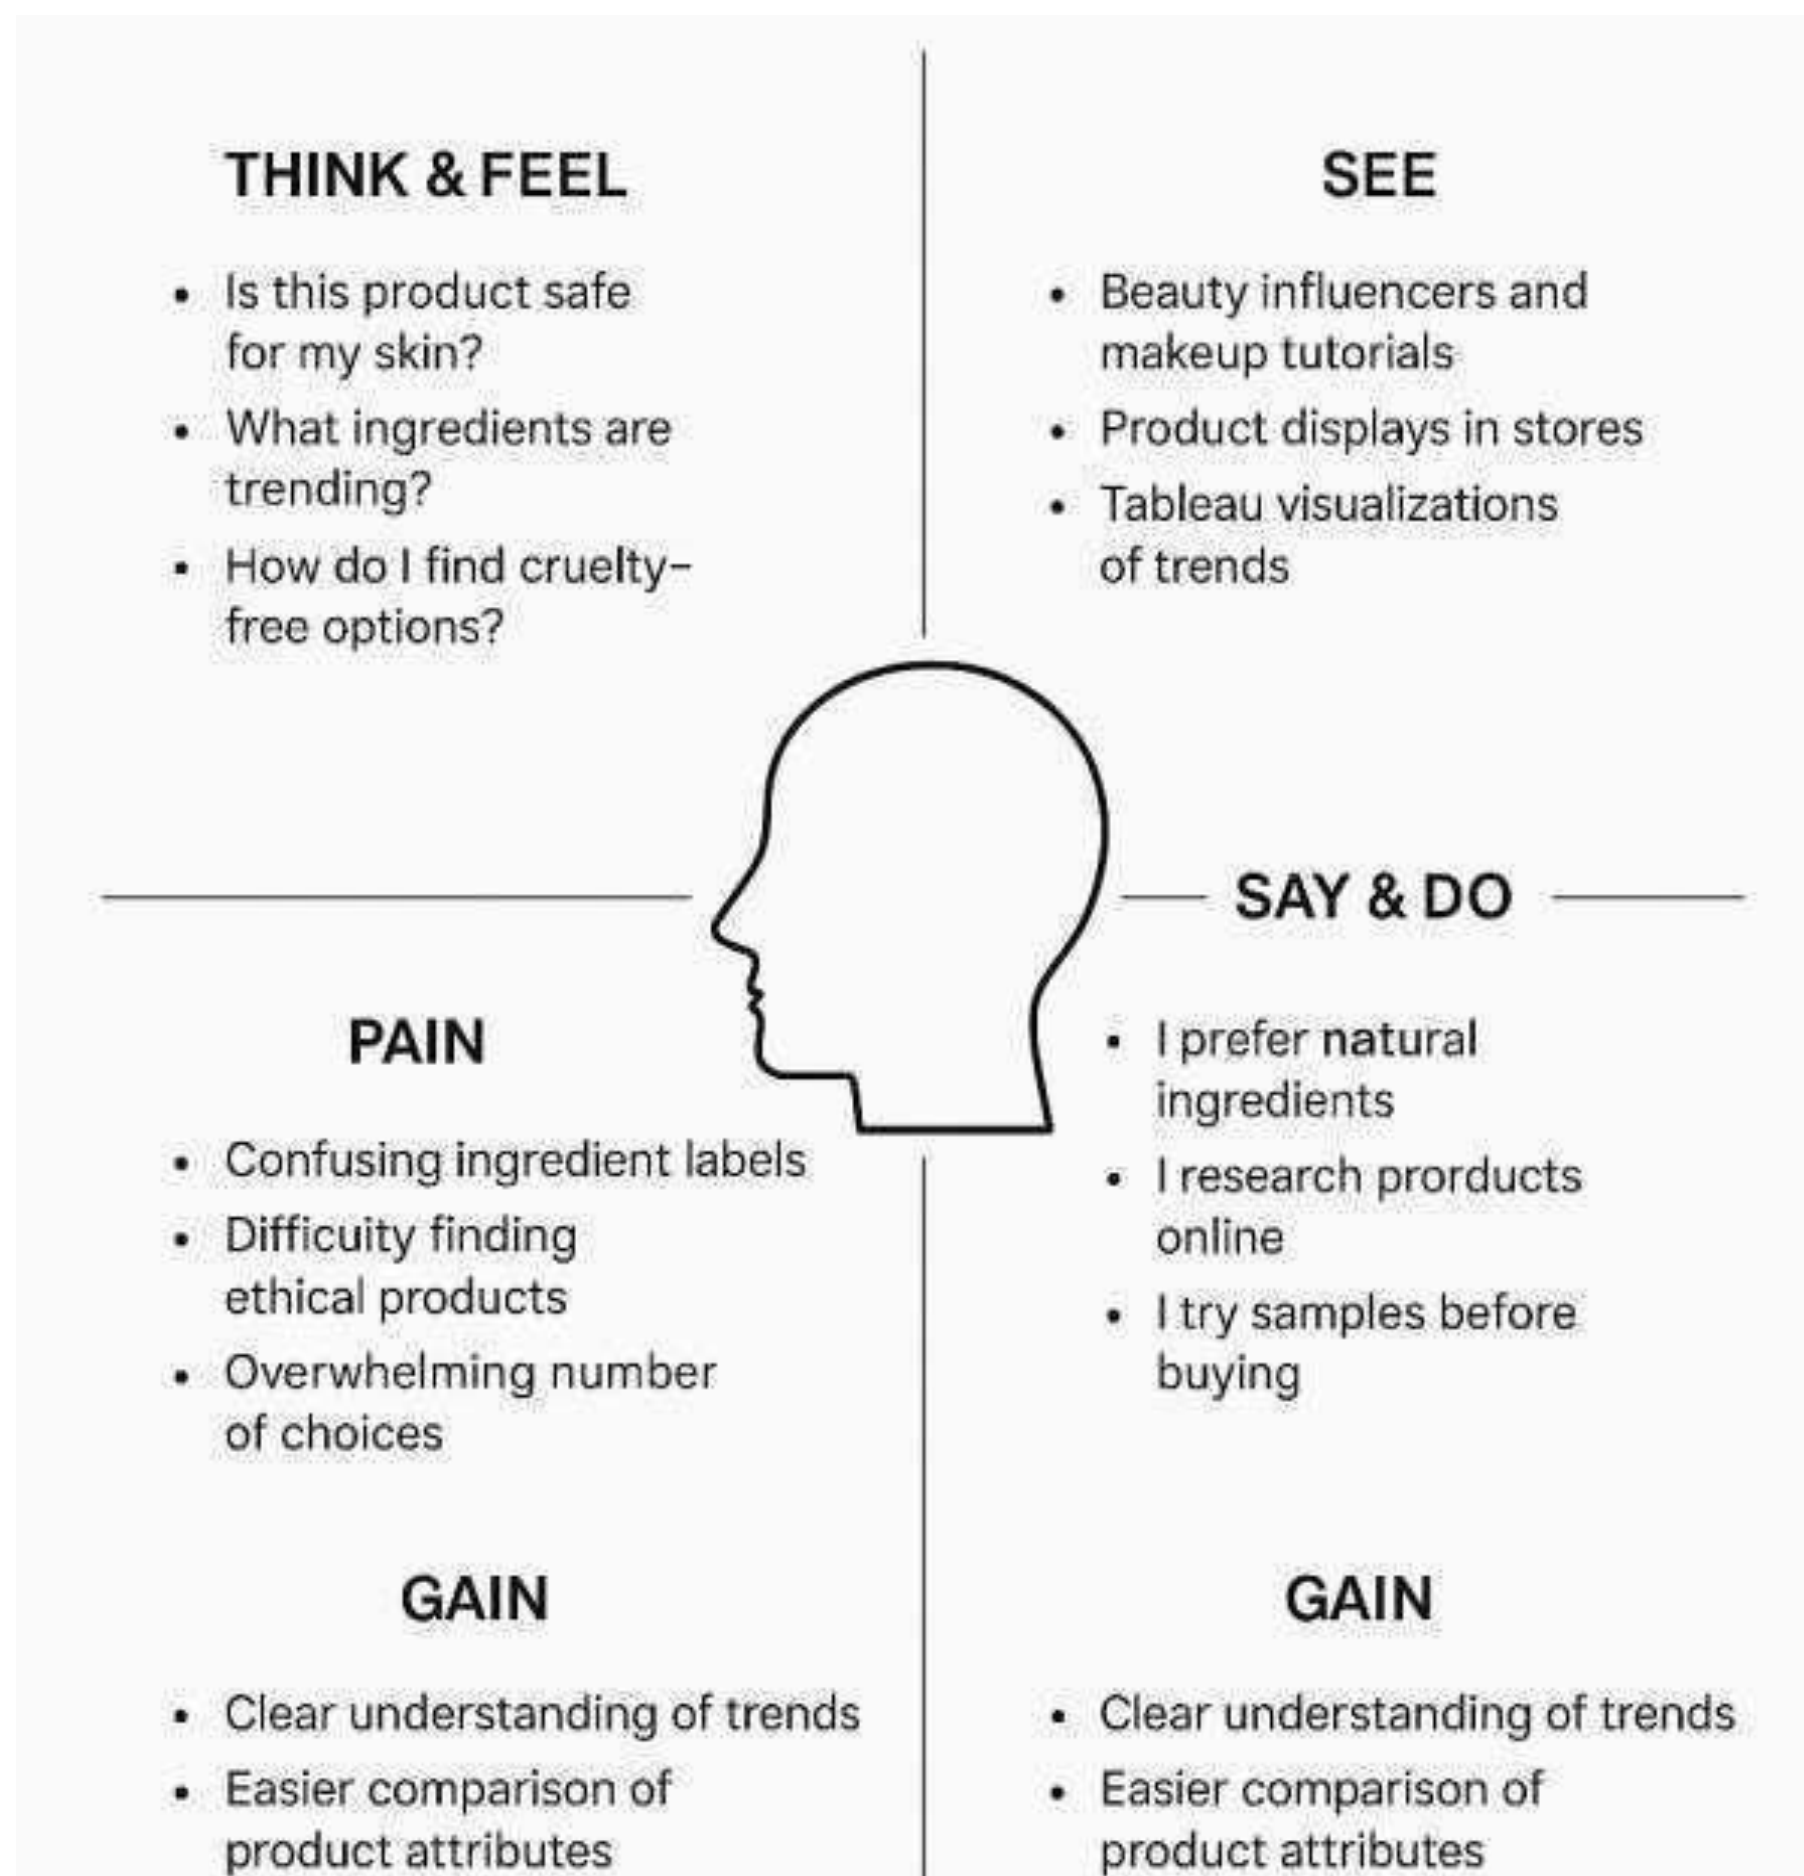 THINK & FEEL
• Is this product safe
for my skin?
• What ingredients are
trending?
• How do I find cruelty–
free options?
SEE
• Beauty influencers and
makeup tutorials
• Product displays in stores
• Tableau visualizations
of trends
PAIN
• Confusing ingredient labels
• Difficuity finding
ethical products
• Overwhelming number
of choices
SAY & DO
• I prefer natural
ingredients
• I research prorducts
online
• I try samples before
buying
GAIN
• Clear understanding of trends
• Easier comparison of
product attributes
GAIN
• Clear understanding of trends
• Easier comparison of
product attributes